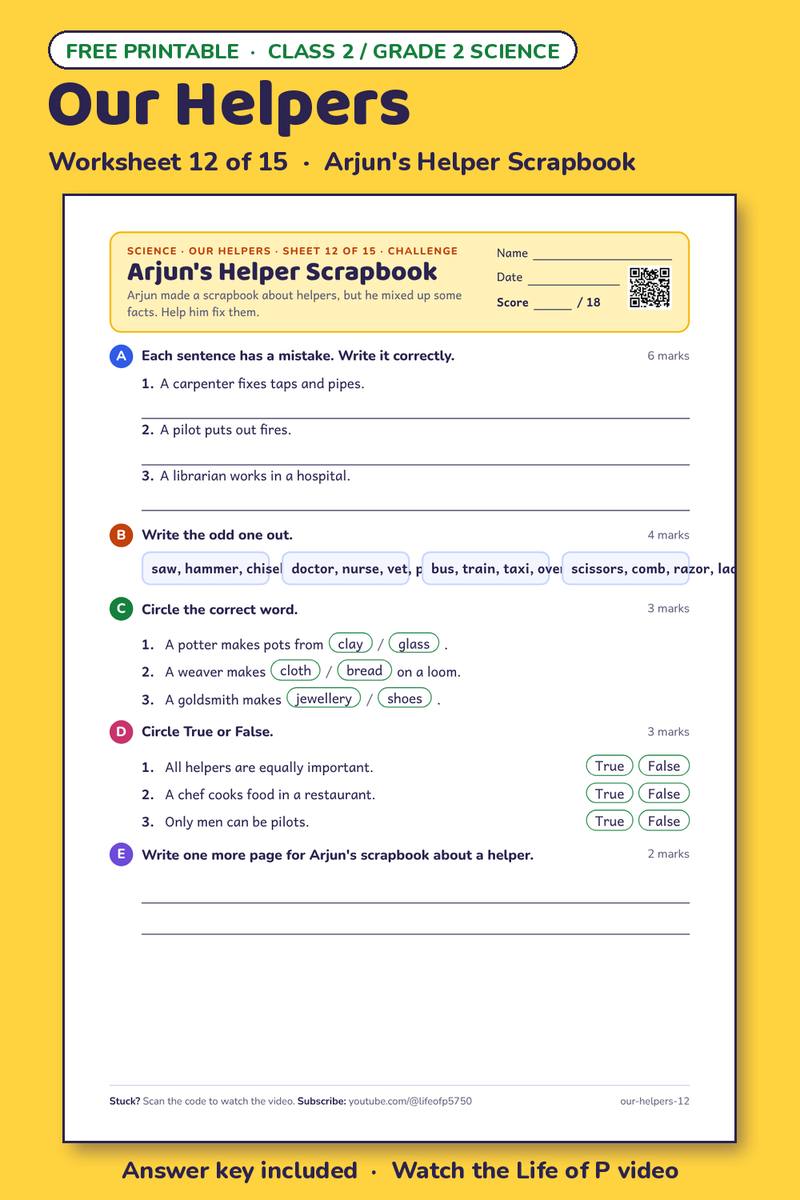 FREE PRINTABLE · CLASS 2 / GRADE 2 SCIENCE
Our Helpers
Worksheet 12 of 15 · Arjun's Helper Scrapbook
SCIENCE · OUR HELPERS · SHEET 12 OF 15 · CHALLENGE
Arjun's Helper Scrapbook
Arjun made a scrapbook about helpers, but he mixed up some
facts. Help him fix them.
Name
Date
Score / 18
A Each sentence has a mistake. Write it correctly. 6 marks
1. A carpenter fixes taps and pipes.
2. A pilot puts out fires.
3. A librarian works in a hospital.
B Write the odd one out. 4 marks
saw, hammer, chisel doctor, nurse, vet, bus, train, taxi, scissors, comb, razor,
C Circle the correct word. 3 marks
1. A potter makes pots from clay / glass .
2. A weaver makes cloth / bread on a loom.
3. A goldsmith makes jewellery / shoes .
D Circle True or False. 3 marks
1. All helpers are equally important. True False
2. A chef cooks food in a restaurant. True False
3. Only men can be pilots. True False
E Write one more page for Arjun's scrapbook about a helper. 2 marks
Stuck? Scan the code to watch the video. Subscribe: youtube.com/@lifeofp5750 our-helpers-12
Answer key included · Watch the Life of P video